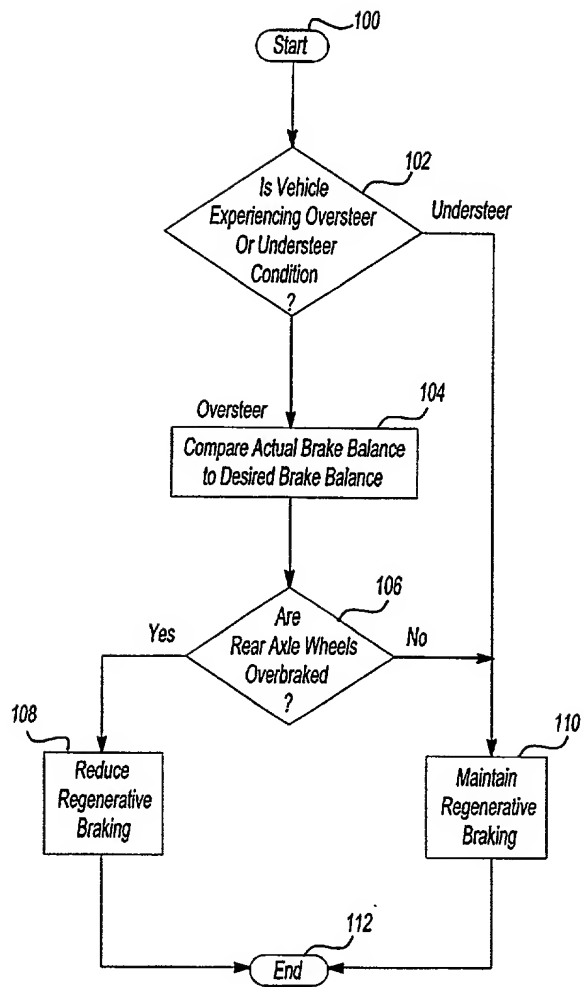 100
Start
102
Is Vehicle
Experiencing Oversteer
Or Understeer
Condition
?
Understeer
Oversteer
104
Compare Actual Brake Balance
to Desired Brake Balance
106
Are
Rear Axle Wheels
Overbraked
?
Yes
No
108
Reduce
Regenerative
Braking
110
Maintain
Regenerative
Braking
112
End